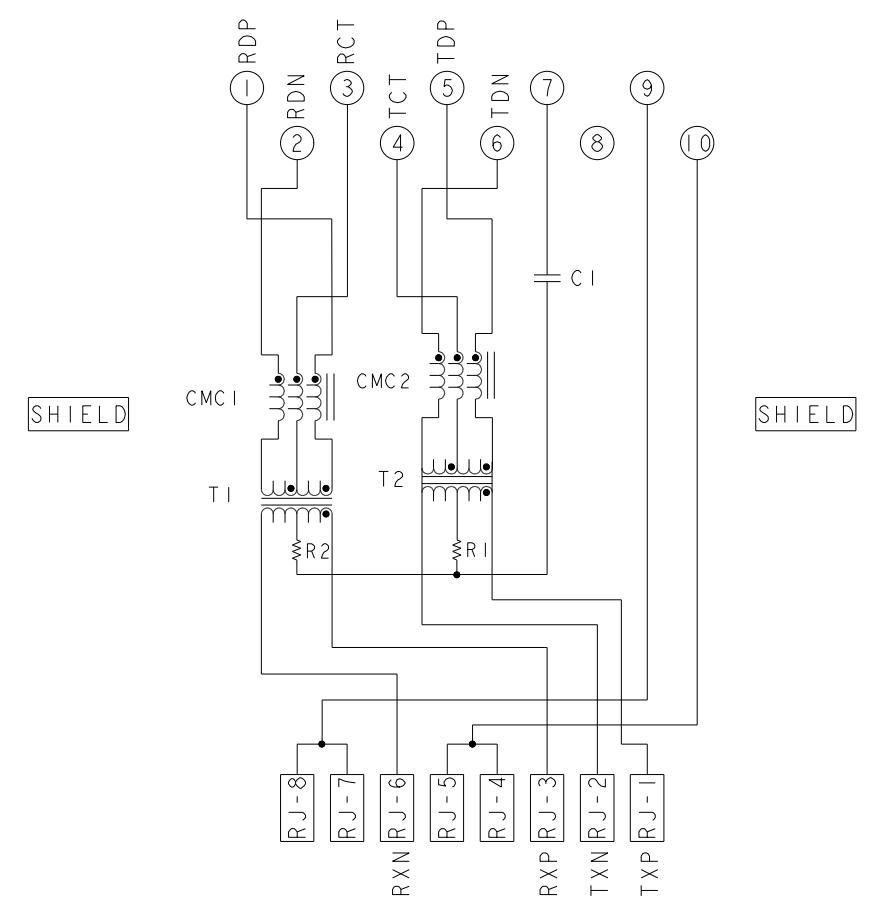 RDP
RCT
TDP
1
3
5
7
9
RDN
TCT
TDN
2
4
6
8
10
C1
CMC1
CMC2
SHIELD
SHIELD
T1
T2
R2
R1
RJ-8
RJ-7
RJ-6
RJ-5
RJ-4
RJ-3
RJ-2
RJ-1
RXN
RXP
TXN
TXP